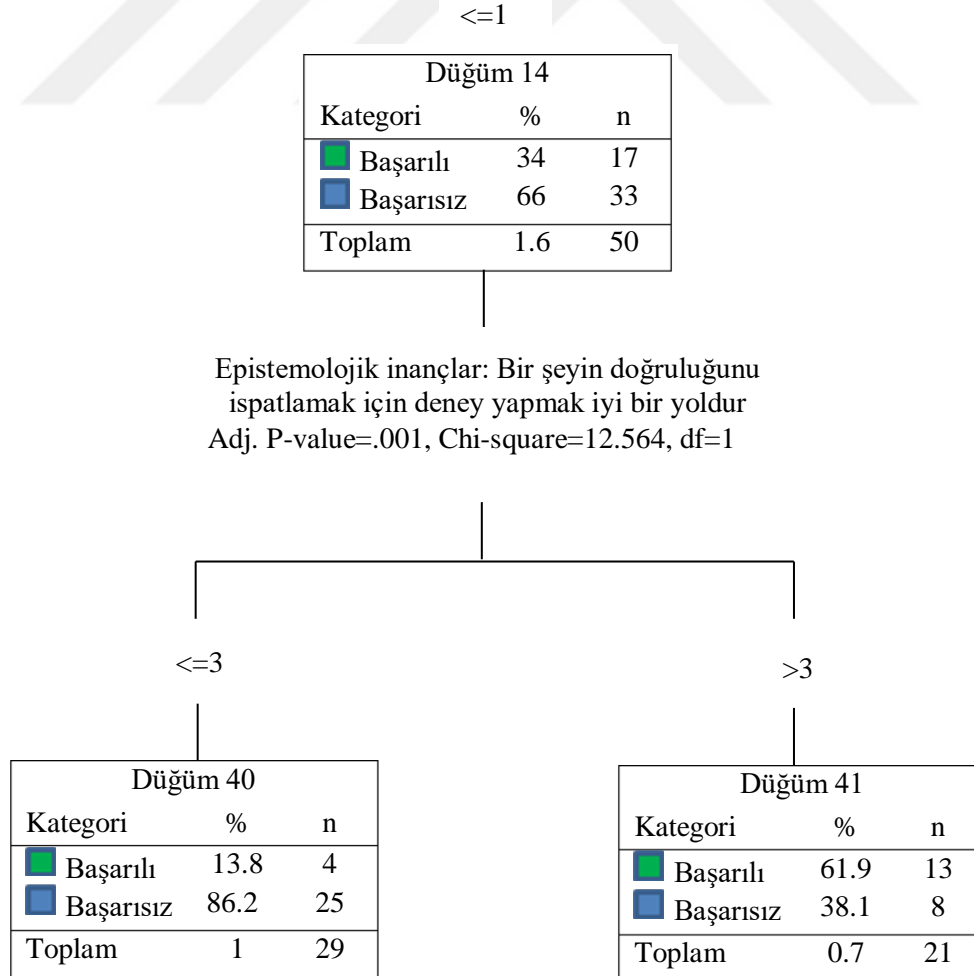 <=1
Düğüm 14
Kategori % n
Başarılı 34 17
Başarısız 66 33
Toplam 1.6 50
Epistemolojik inançlar: Bir şeyin doğruluğunu
ispatlamak için deney yapmak iyi bir yoldur
Adj. P-value=.001, Chi-square=12.564, df=1
<=3
>3
Düğüm 40
Kategori % n
Başarılı 13.8 4
Başarısız 86.2 25
Toplam 1 29
Düğüm 41
Kategori % n
Başarılı 61.9 13
Başarısız 38.1 8
Toplam 0.7 21